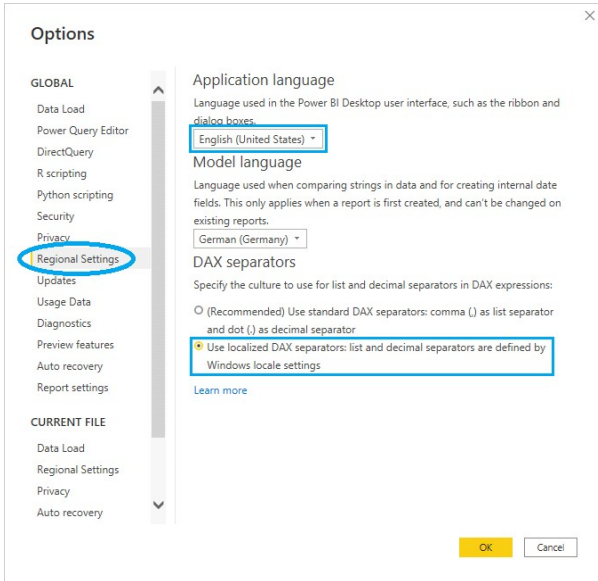 Options
GLOBAL
Data Load
Power Query Editor
DirectQuery
R scripting
Python scripting
Security
Privacy
Regional Settings
Updates
Usage Data
Diagnostics
Preview features
Auto recovery
Report settings
CURRENT FILE
Data Load
Regional Settings
Privacy
Auto recovery
Application language
Language used in the Power BI Desktop user interface, such as the ribbon and
dialog boxes.
English (United States)
Model language
Language used when comparing strings in data and for creating internal date
fields. This only applies when a report is first created, and can't be changed on
existing reports.
German (Germany)
DAX separators
Specify the culture to use for list and decimal separators in DAX expressions:
(Recommended) Use standard DAX separators: comma (,) as list separator
and dot (.) as decimal separator
Use localized DAX separators: list and decimal separators are defined by
Windows locale settings
Learn more
OK
Cancel